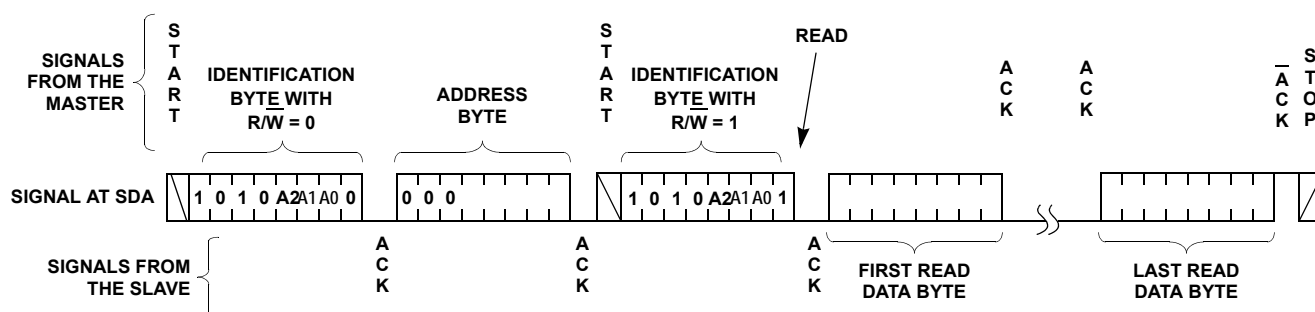 SIGNALS
FROM THE
MASTER
START
IDENTIFICATION
BYTE WITH
R/W̅ = 0
ADDRESS
BYTE
START
IDENTIFICATION
BYTE WITH
R/W̅ = 1
READ
ACK
ACK
A̅CK
STOP
SIGNAL AT SDA
1 0 1 0 A2 A1 A0 0
0 0 0
1 0 1 0 A2 A1 A0 1
SIGNALS FROM
THE SLAVE
ACK
ACK
ACK
FIRST READ
DATA BYTE
LAST READ
DATA BYTE